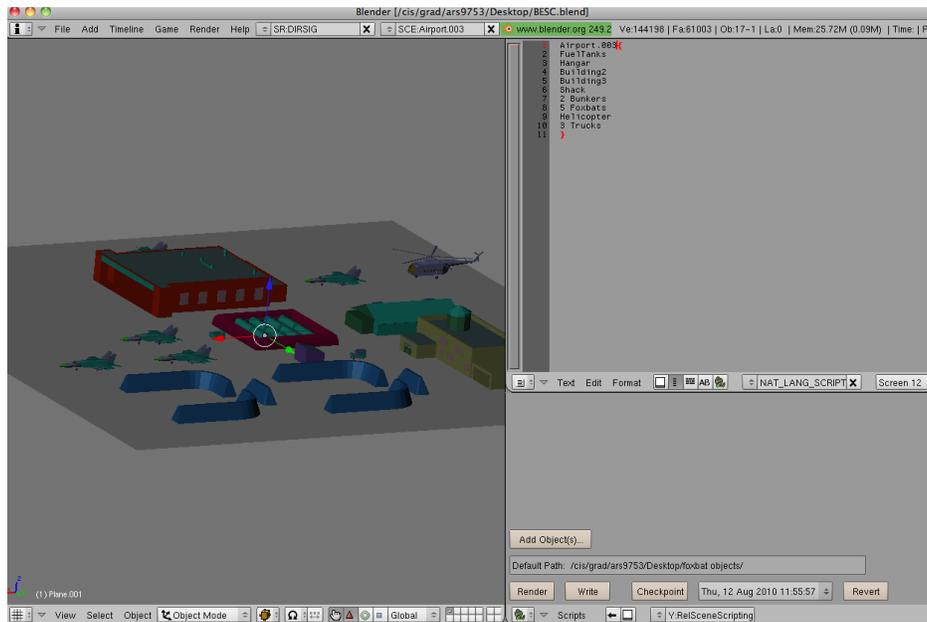 Blender [/cis/grad/ars9753/Desktop/BESC.blend]
File Add Timeline Game Render Help SR:DIRSIG X SCE:Airport.003 X www.blender.org 249.2 Ve:144198 | Fa:61003 | Ob:17-1 | La:0 | Mem:25.72M (0.09M) | Time: |
1 Airport.003{
2 FuelTanks
3 Hangar
4 Building2
5 Building3
6 Shack
7 2 Bunkers
8 5 Foxbats
9 Helicopter
10 3 Trucks
11 }
Text Edit Format AB NAT_LANG_SCRIPT X Screen 12
Add Object(s)...
Default Path: /cis/grad/ars9753/Desktop/foxbat objects/
Render Write Checkpoint Thu, 12 Aug 2010 11:55:57 Revert
z
(1) Plane.001
View Select Object Object Mode Global
Scripts Y:RelSceneScripting